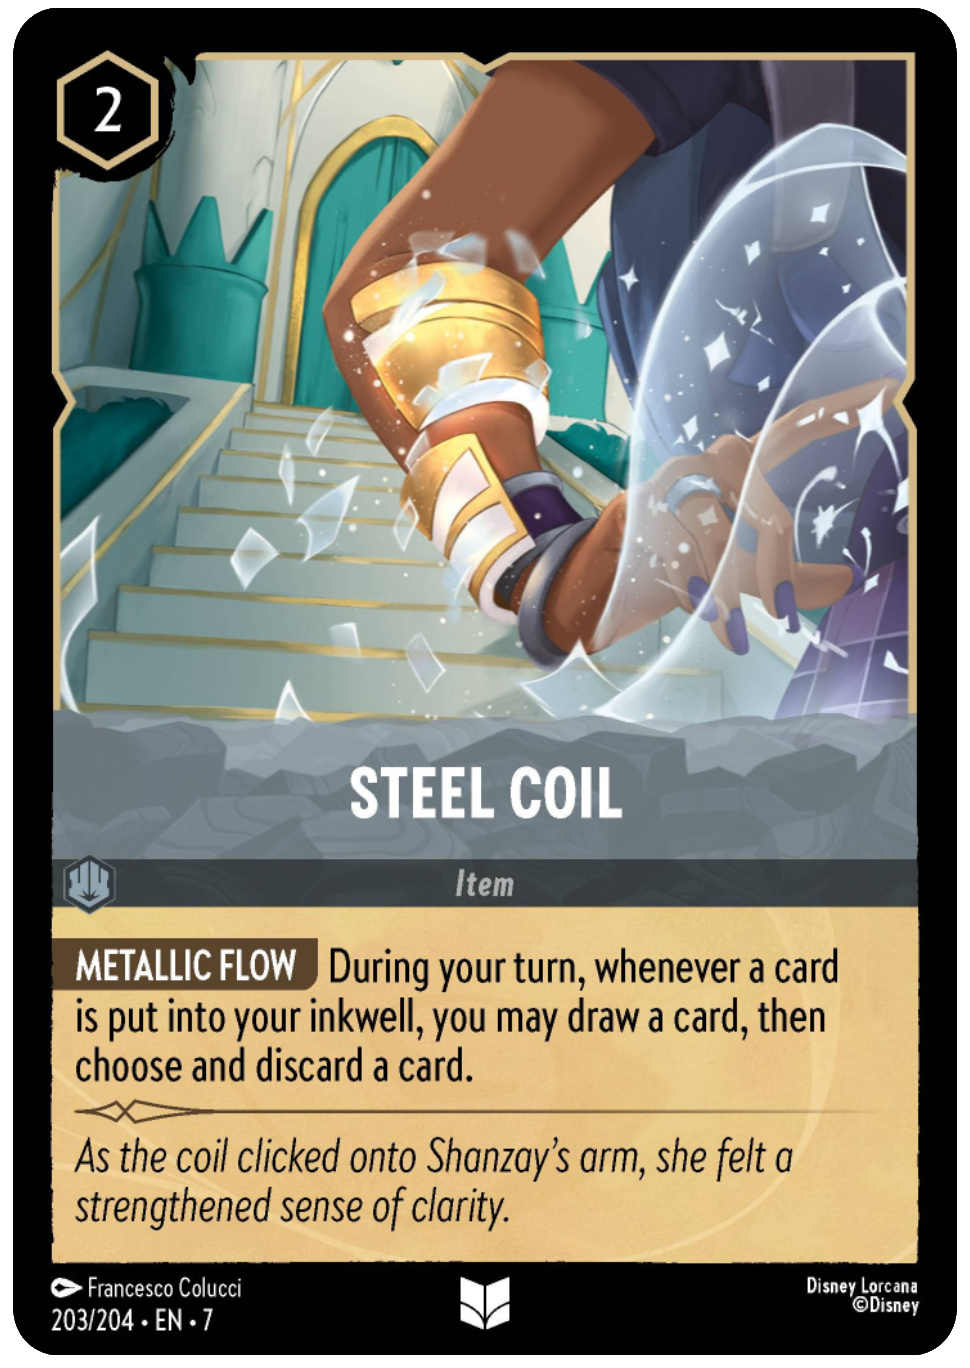 2
STEEL COIL
Item
METALLIC FLOW During your turn, whenever a card
is put into your inkwell, you may draw a card, then
choose and discard a card.
As the coil clicked onto Shanzay's arm, she felt a
strengthened sense of clarity.
Francesco Colucci
203/204 • EN • 7
Disney Lorcana
©Disney